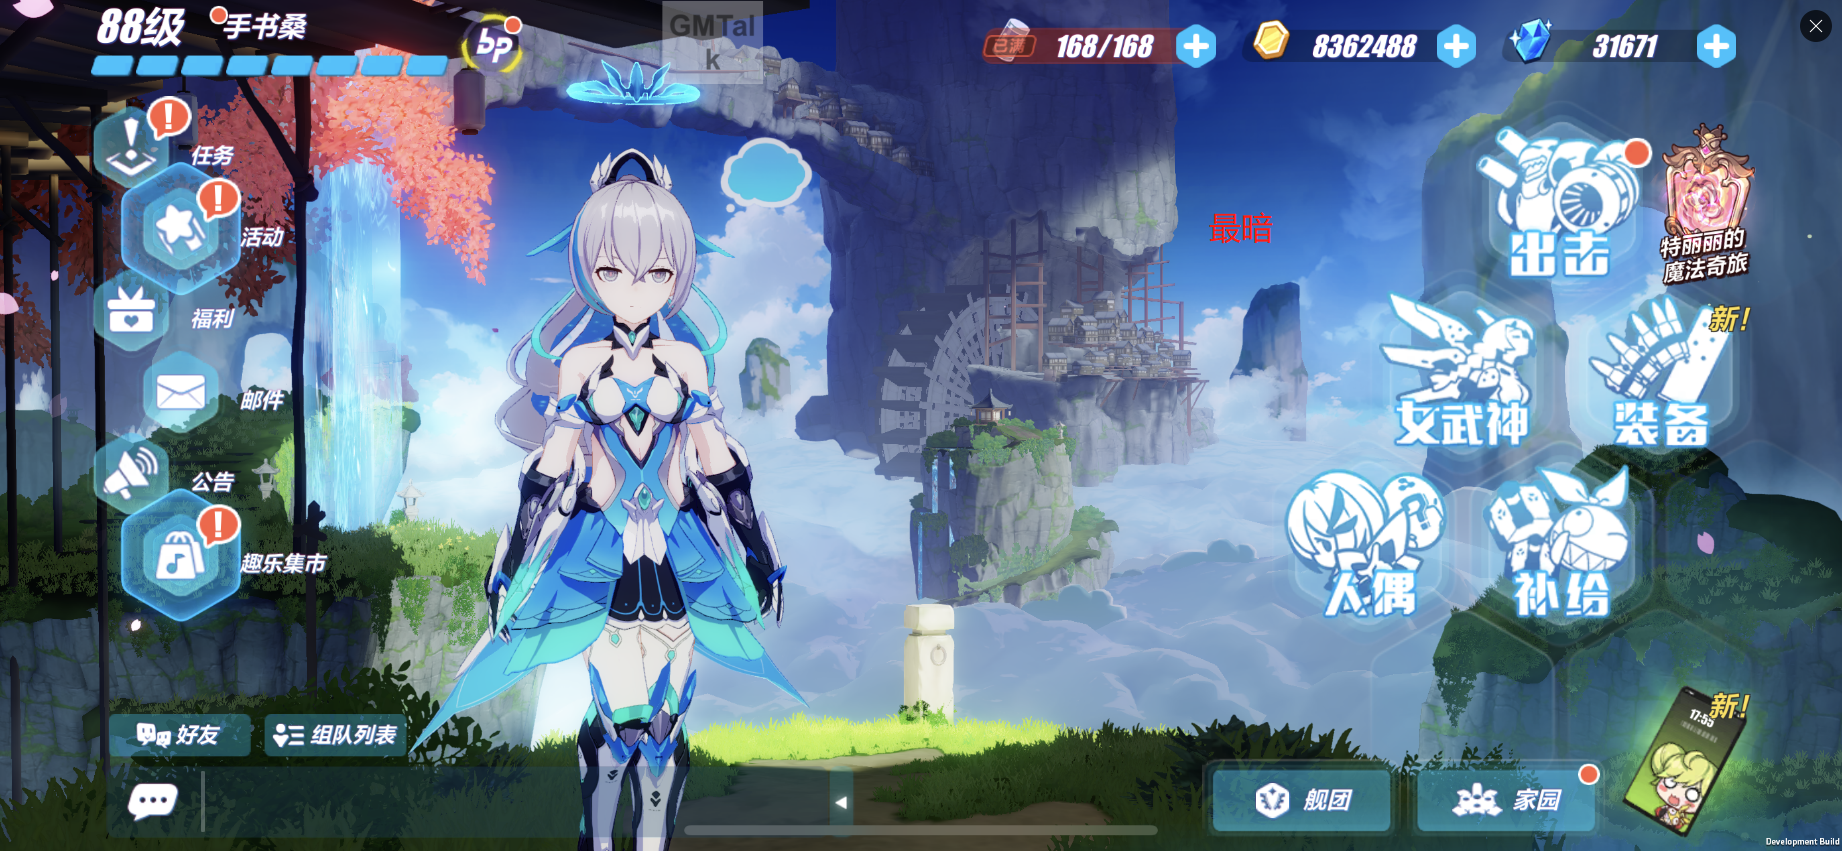 88级
手书桑
bp
GMTal
k
已满
168/168
8362488
31671
任务
活动
福利
邮件
公告
趣乐集市
最暗
出击
特丽丽的
魔法奇旅
女武神
新!
装备
人偶
补给
好友
组队列表
新!
17:55
舰团
家园
Development Build